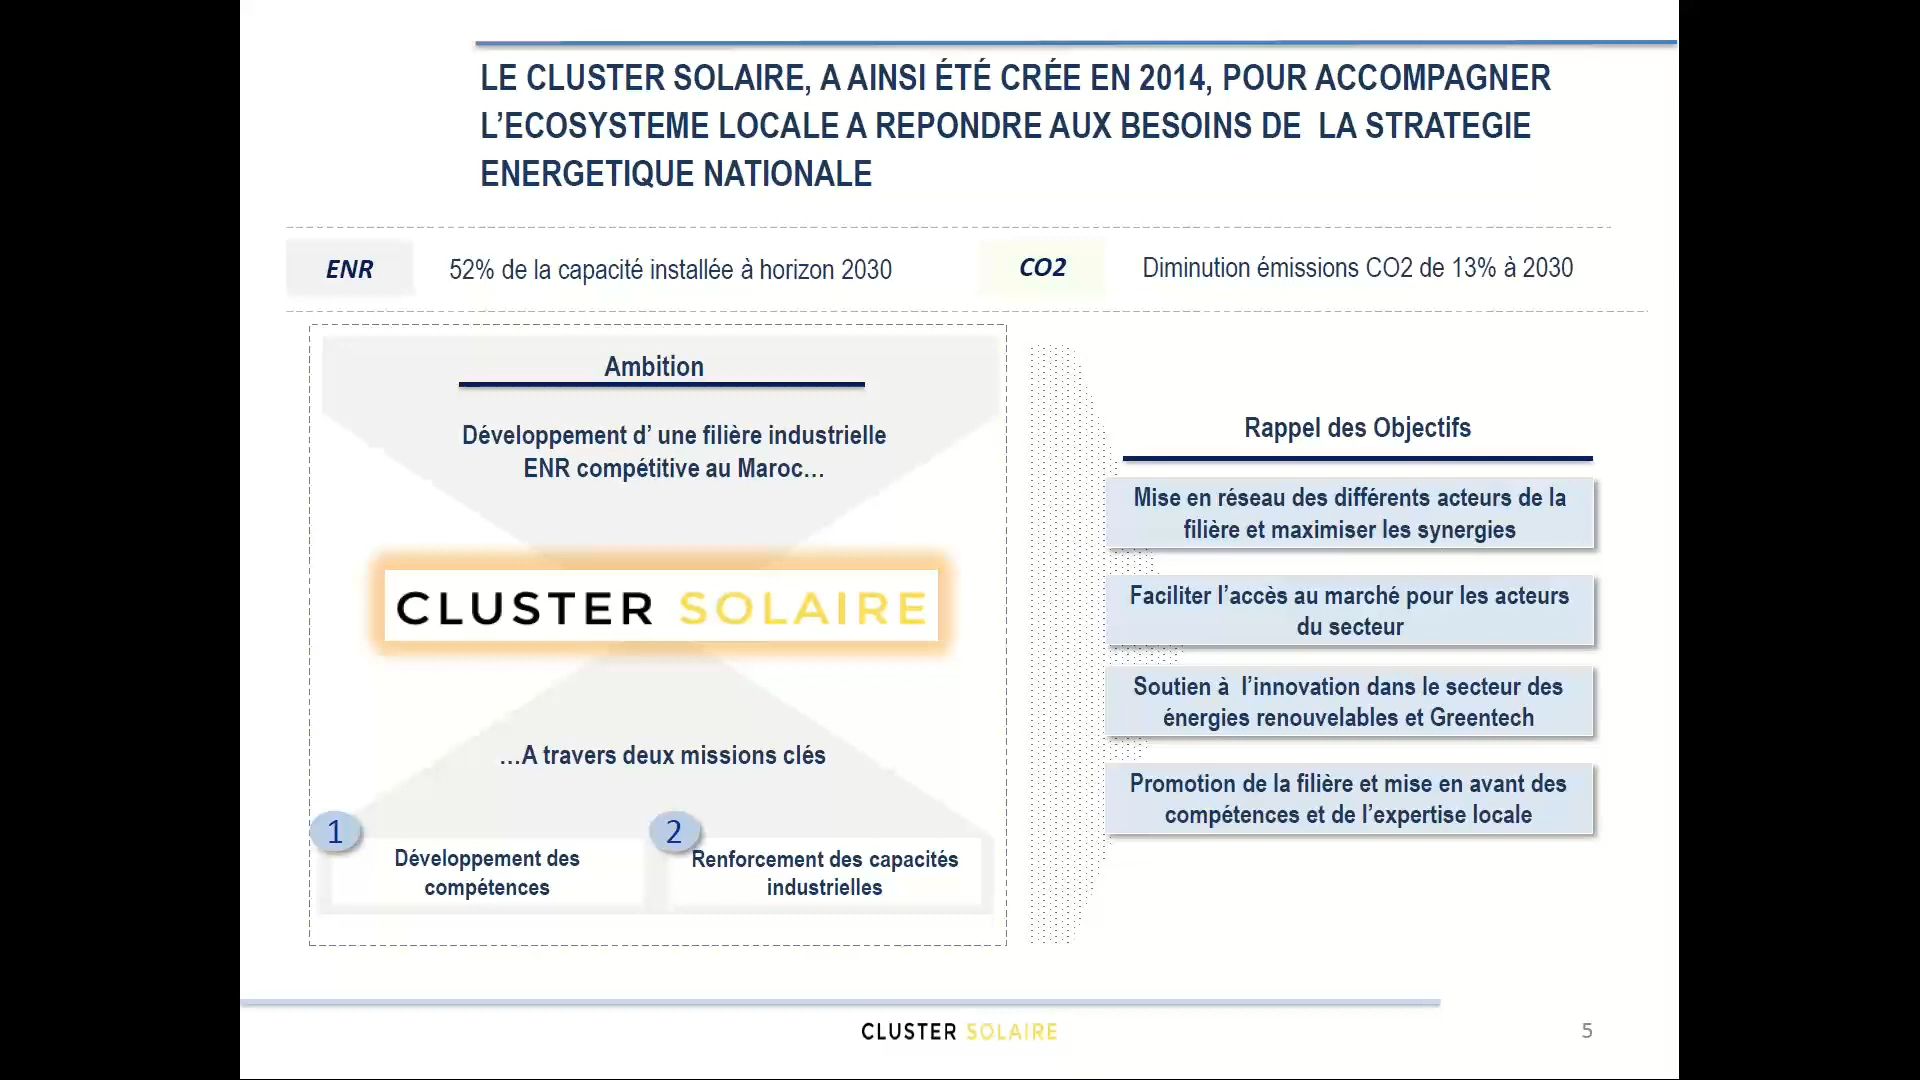 LE CLUSTER SOLAIRE, A AINSI ÉTÉ CRÉE EN 2014, POUR ACCOMPAGNER
L’ECOSYSTEME LOCALE A REPONDRE AUX BESOINS DE LA STRATEGIE
ENERGETIQUE NATIONALE
ENR
52% de la capacité installée à horizon 2030
CO2
Diminution émissions CO2 de 13% à 2030
Ambition
Développement d’ une filière industrielle
ENR compétitive au Maroc…
CLUSTER SOLAIRE
…A travers deux missions clés
1
Développement des
compétences
2
Renforcement des capacités
industrielles
Rappel des Objectifs
Mise en réseau des différents acteurs de la
filière et maximiser les synergies
Faciliter l’accès au marché pour les acteurs
du secteur
Soutien à l’innovation dans le secteur des
énergies renouvelables et Greentech
Promotion de la filière et mise en avant des
compétences et de l’expertise locale
CLUSTER SOLAIRE
5